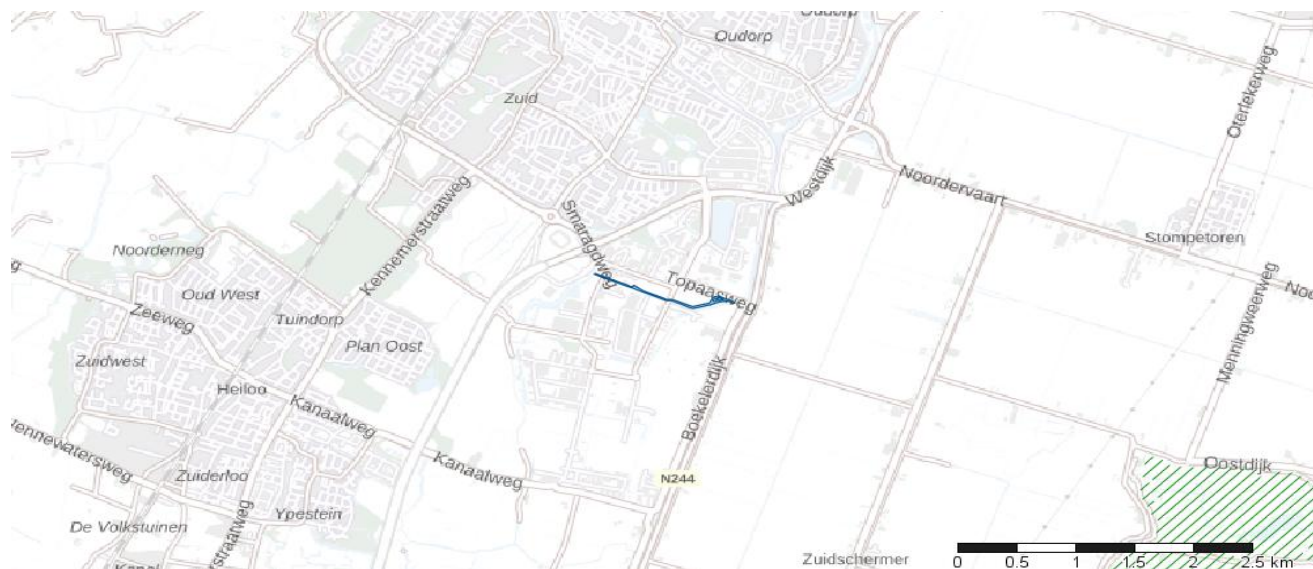 Oudorp
Oudorp
Zuid
Oterlekerweg
Westdijk
Noordervaart
Kennemerstraatweg
Smaragdweg
Stompetoren
Noorderneg
Oud West
Topaasweg
Zeeweg
Tuindorp
Plan Oost
Menningweerweg
Zuidwest
Heiloo
Boekelerdijk
Kanaalweg
Kanaalweg
Oostdijk
Zuiderloo
N244
Ypestein
De Volkstuinen
Zuidschermer
0 0.5 1 1.5 2 2.5 km